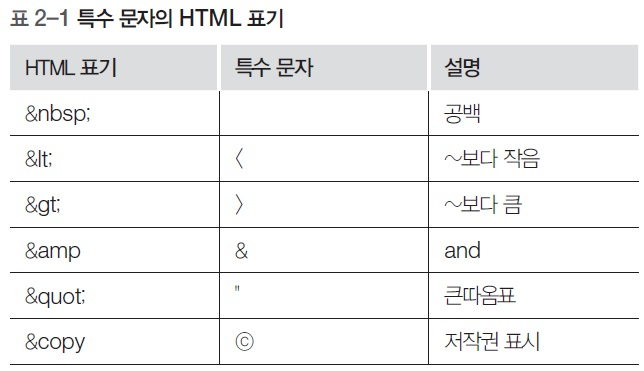 표 2-1 특수 문자의 HTML 표기
HTML 표기 특수 문자 설명
&nbsp; 공백
&lt; 〈 ~보다 작음
&gt; 〉 ~보다 큼
&amp & and
&quot; " 큰따옴표
&copy ⓒ 저작권 표시